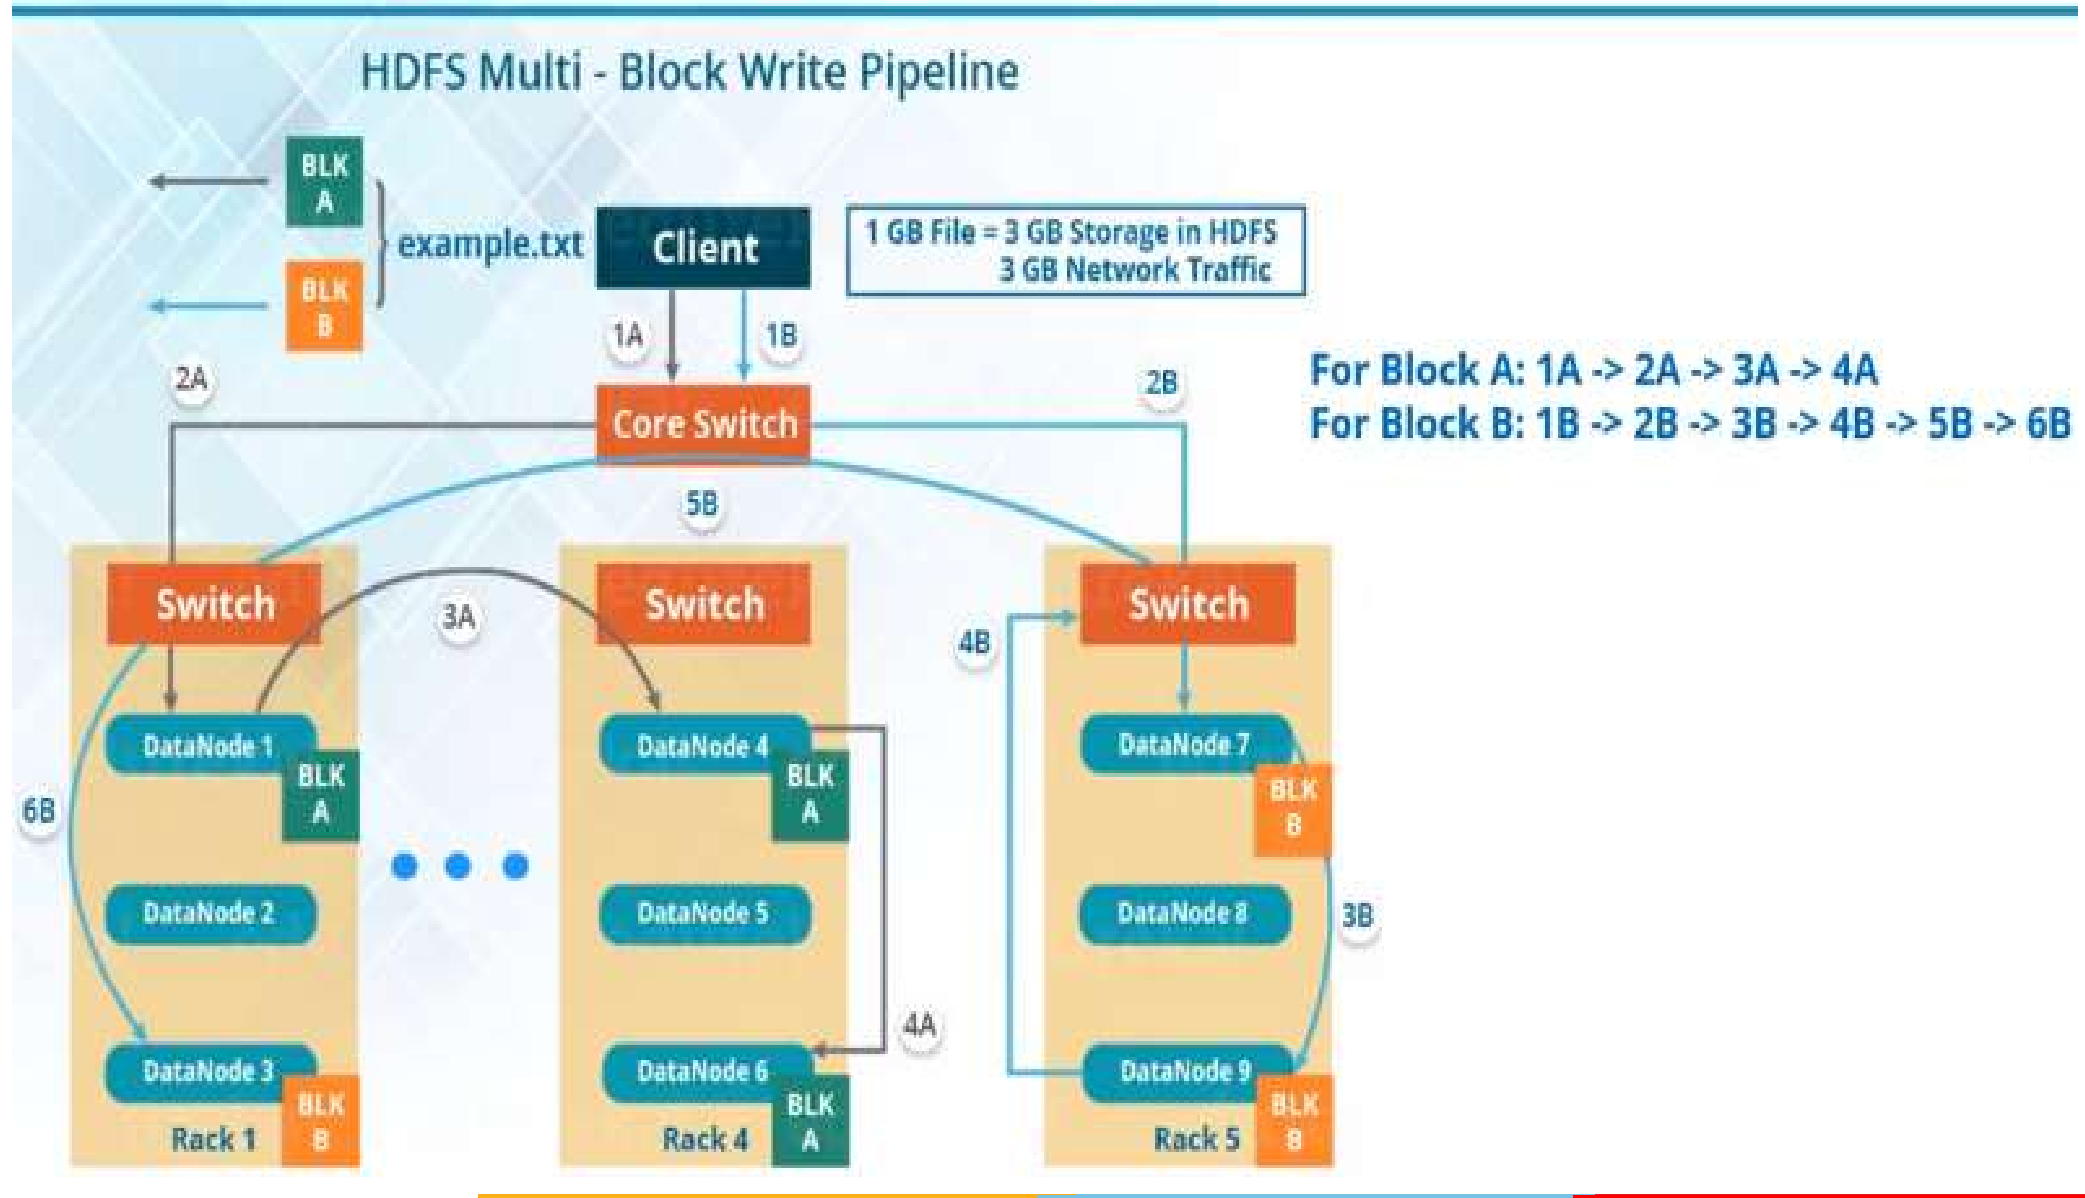 HDFS Multi - Block Write Pipeline
BLK
A
example.txt
BLK
B
Client
1 GB File = 3 GB Storage in HDFS
3 GB Network Traffic
1A
1B
2A
2B
Core Switch
For Block A: 1A -> 2A -> 3A -> 4A
For Block B: 1B -> 2B -> 3B -> 4B -> 5B -> 6B
5B
Switch
Switch
Switch
3A
4B
DataNode 1
BLK
A
DataNode 4
BLK
A
DataNode 7
BLK
B
6B
DataNode 2
DataNode 5
DataNode 8
3B
4A
DataNode 3
BLK
B
DataNode 6
BLK
A
DataNode 9
BLK
B
Rack 1
Rack 4
Rack 5